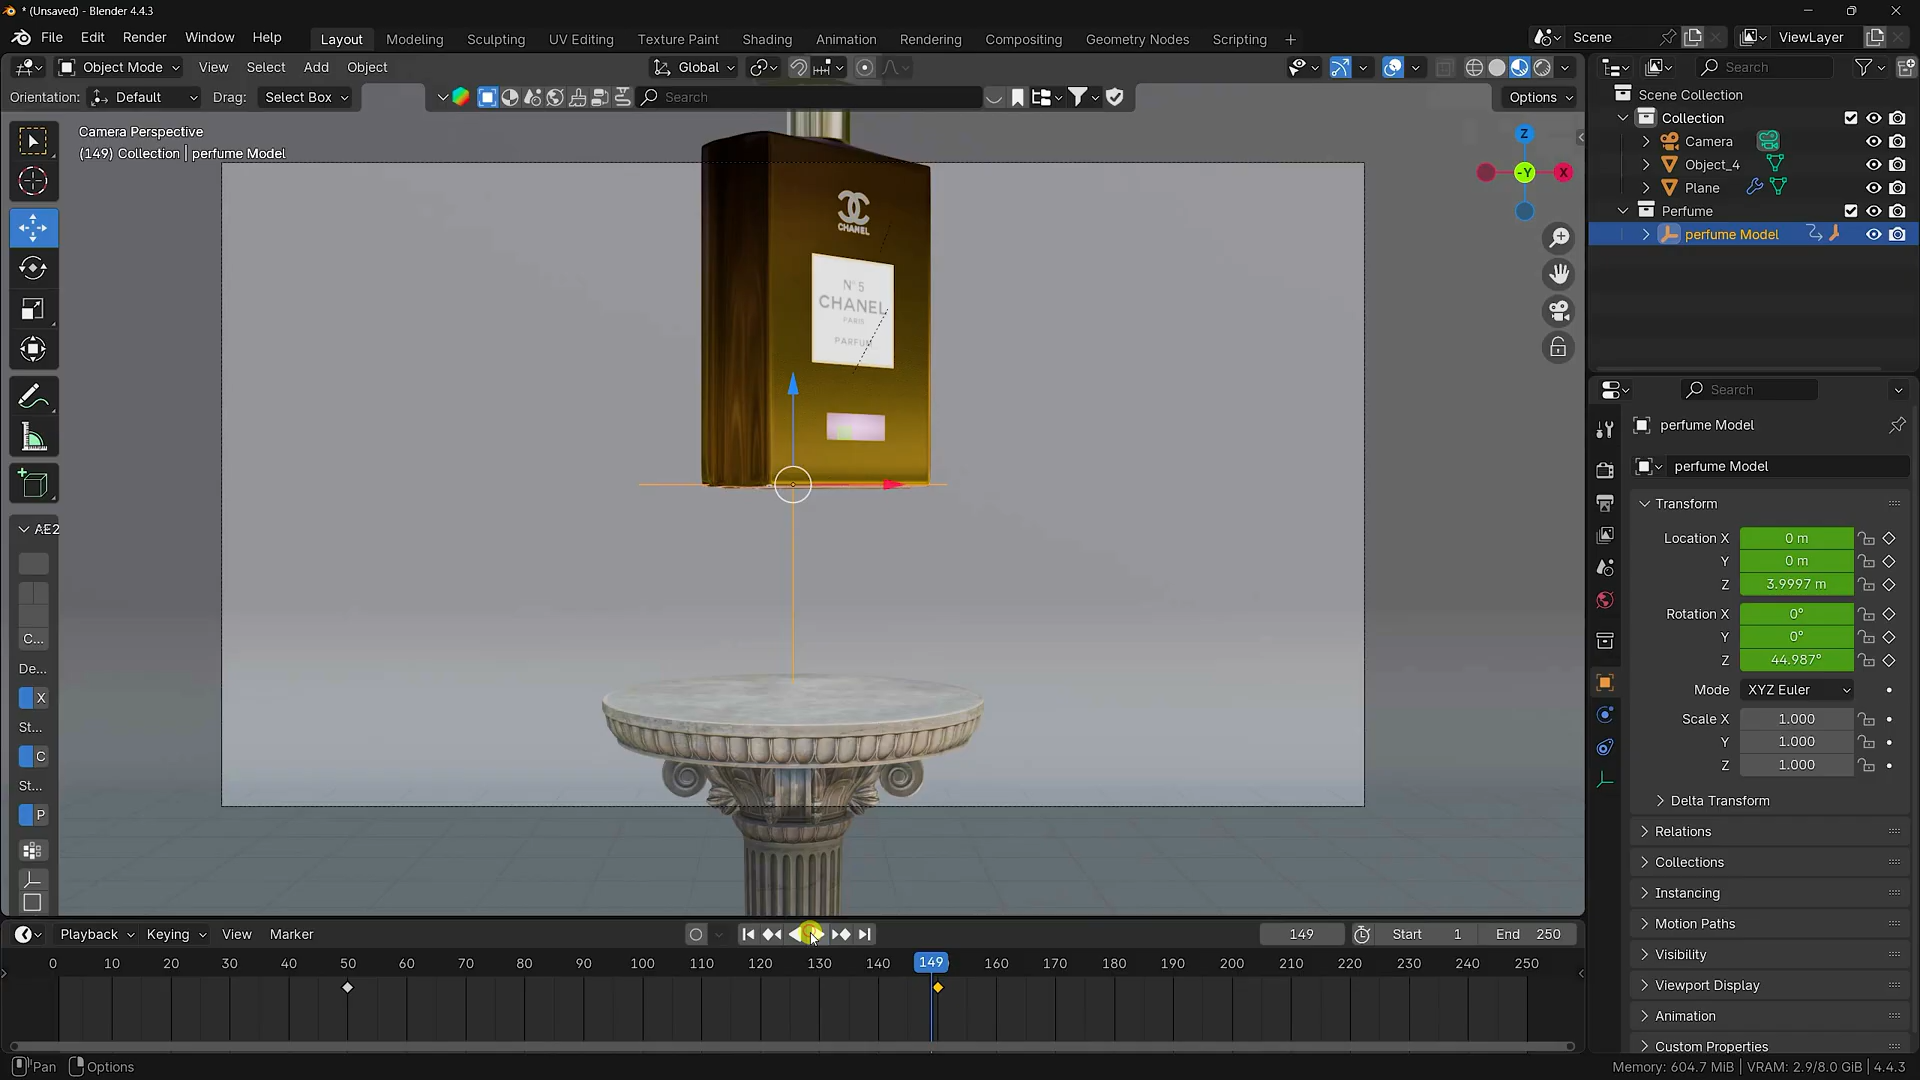 * (Unsaved) - Blender 4.4.3
File Edit Render Window Help
Layout Modeling Sculpting UV Editing Texture Paint Shading Animation Rendering Compositing Geometry Nodes Scripting +
Scene
ViewLayer
Object Mode View Select Add Object
Global
Search
Orientation: Default Drag: Select Box
Search
Options
Scene Collection
Collection
Camera
Object_4
Plane
Perfume
perfume Model
Camera Perspective
(149) Collection | perfume Model
Z
-Y
X
CHANEL
N°5
CHANEL
PARIS
PARFUM
AE2
C...
De...
X
St...
C
St...
P
Search
perfume Model
perfume Model
Transform
Location X 0 m
Y 0 m
Z 3.9997 m
Rotation X 0°
Y 0°
Z 44.987°
Mode XYZ Euler
Scale X 1.000
Y 1.000
Z 1.000
Delta Transform
Relations
Collections
Instancing
Motion Paths
Visibility
Viewport Display
Animation
Custom Properties
Playback Keying View Marker
149 Start 1 End 250
0 10 20 30 40 50 60 70 80 90 100 110 120 130 140 149 160 170 180 190 200 210 220 230 240 250
Pan Options
Memory: 604.7 MiB | VRAM: 2.9/8.0 GiB | 4.4.3